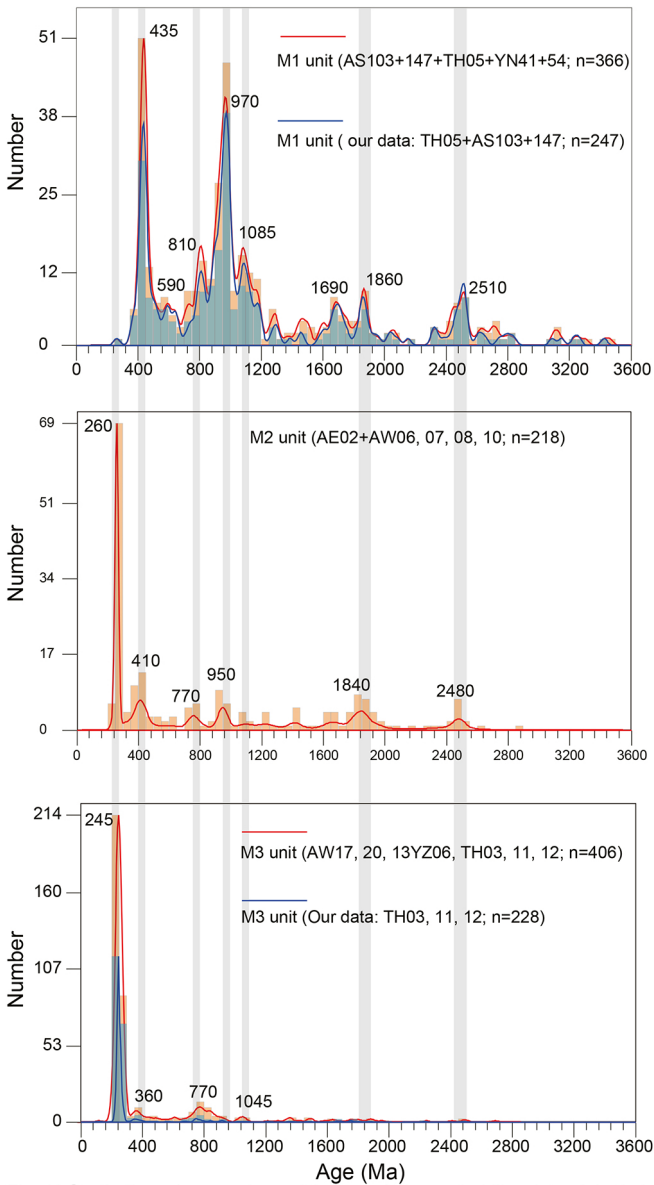 51
435
M1 unit (AS103+147+TH05+YN41+54; n=366)
38
970
M1 unit ( our data: TH05+AS103+147; n=247)
Number
25
810
1085
590
1690
1860
2510
12
0
0 400 800 1200 1600 2000 2400 2800 3200 3600
69
260
M2 unit (AE02+AW06, 07, 08, 10; n=218)
51
Number
34
17
410
770
950
1840
2480
0
0 400 800 1200 1600 2000 2400 2800 3200 3600
214
245
M3 unit (AW17, 20, 13YZ06, TH03, 11, 12; n=406)
160
M3 unit (Our data: TH03, 11, 12; n=228)
Number
107
53
360
770
1045
0
0 400 800 1200 1600 2000 2400 2800 3200 3600
Age (Ma)